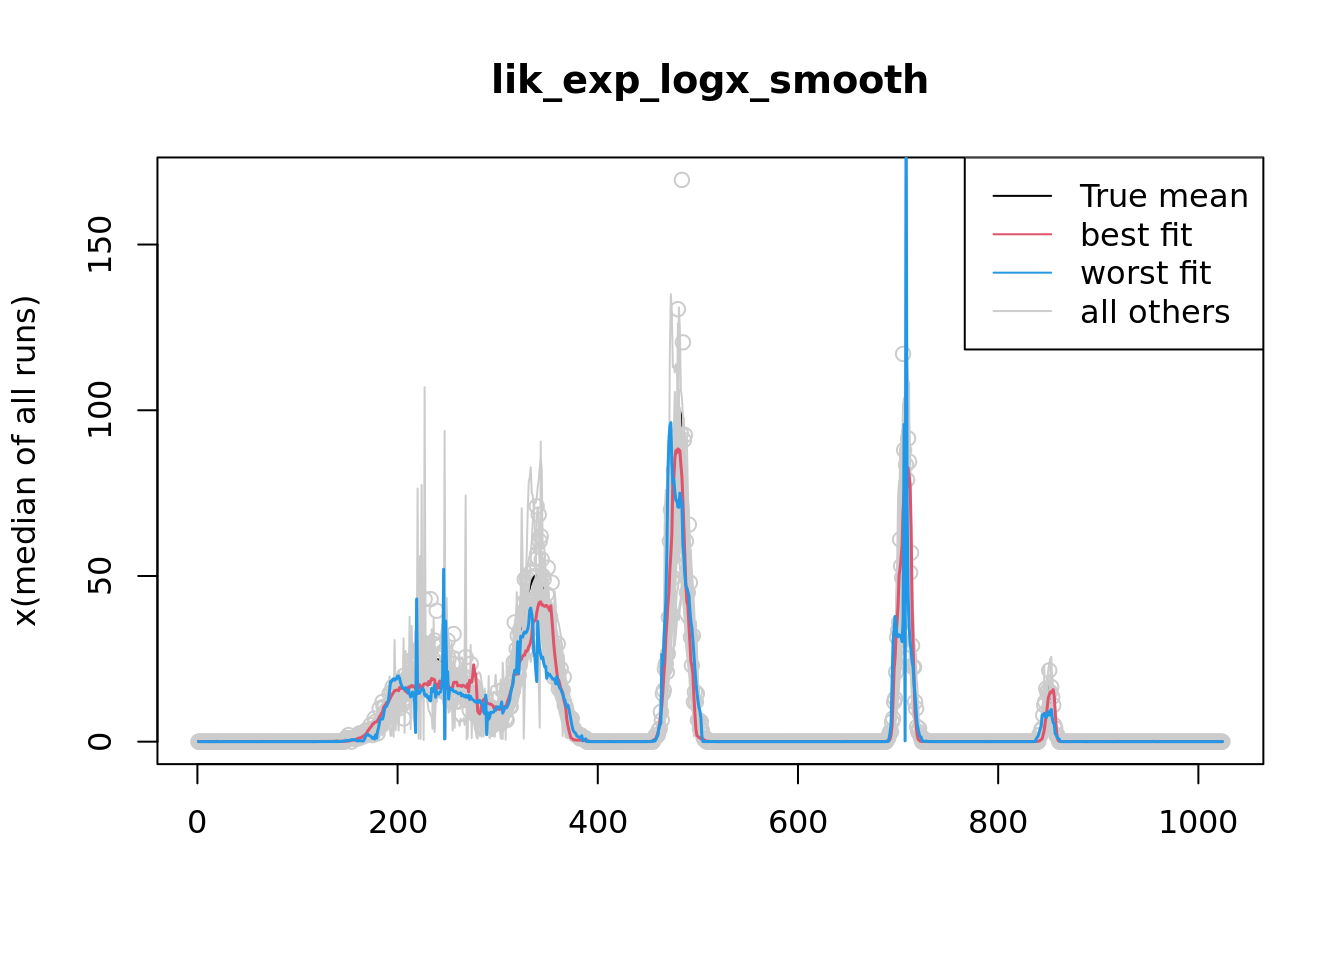 lik_exp_logx_smooth
x(median of all runs)
150
100
50
0
True mean
best fit
worst fit
all others
0 200 400 600 800 1000